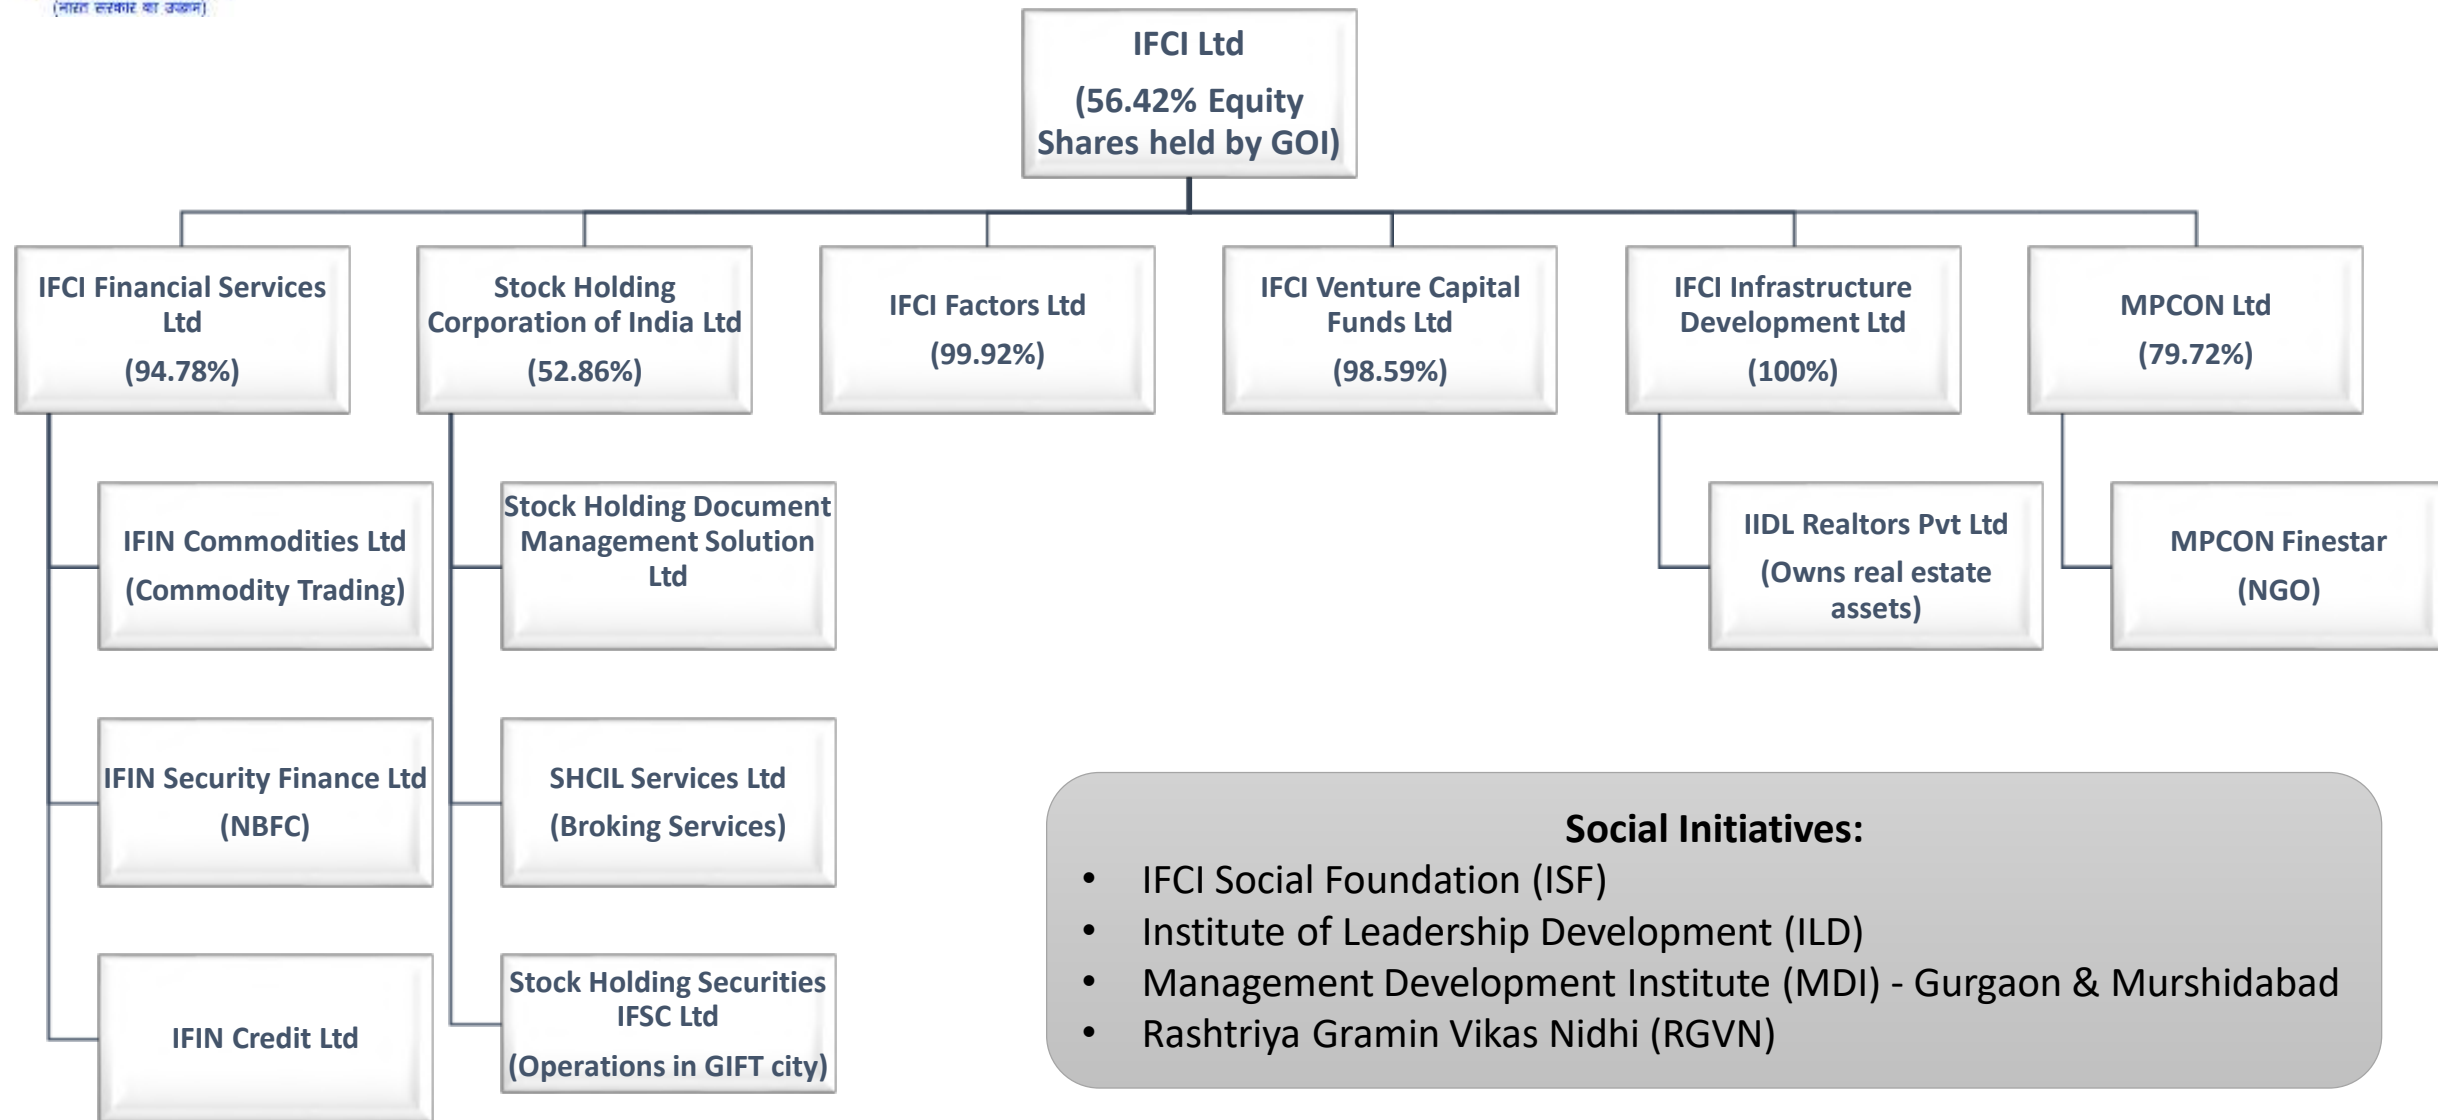 (भारत सरकार का उपक्रम)
IFCI Ltd
(56.42% Equity
Shares held by GOI)
IFCI Financial Services
Ltd
(94.78%)
Stock Holding
Corporation of India Ltd
(52.86%)
IFCI Factors Ltd
(99.92%)
IFCI Venture Capital
Funds Ltd
(98.59%)
IFCI Infrastructure
Development Ltd
(100%)
MPCON Ltd
(79.72%)
IFIN Commodities Ltd
(Commodity Trading)
Stock Holding Document
Management Solution
Ltd
IIDL Realtors Pvt Ltd
(Owns real estate
assets)
MPCON Finestar
(NGO)
IFIN Security Finance Ltd
(NBFC)
SHCIL Services Ltd
(Broking Services)
IFIN Credit Ltd
Stock Holding Securities
IFSC Ltd
(Operations in GIFT city)
Social Initiatives:
• IFCI Social Foundation (ISF)
• Institute of Leadership Development (ILD)
• Management Development Institute (MDI) - Gurgaon & Murshidabad
• Rashtriya Gramin Vikas Nidhi (RGVN)